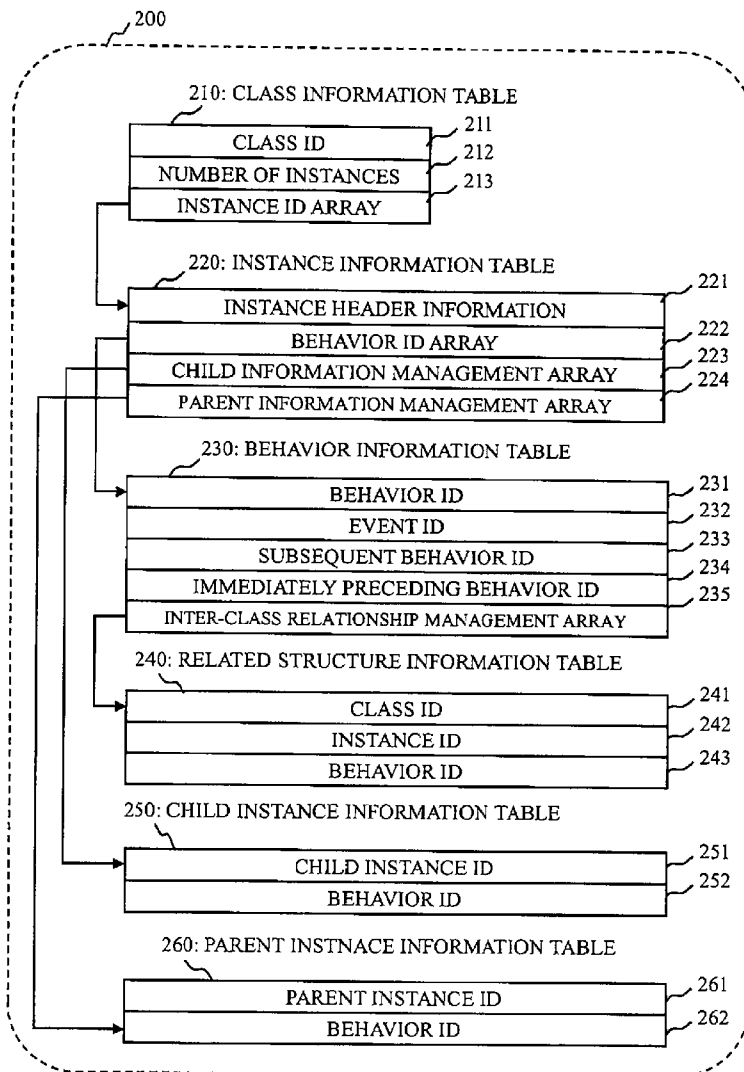 200
210: CLASS INFORMATION TABLE
CLASS ID 211
NUMBER OF INSTANCES 212
INSTANCE ID ARRAY 213
220: INSTANCE INFORMATION TABLE
INSTANCE HEADER INFORMATION 221
BEHAVIOR ID ARRAY 222
CHILD INFORMATION MANAGEMENT ARRAY 223
PARENT INFORMATION MANAGEMENT ARRAY 224
230: BEHAVIOR INFORMATION TABLE
BEHAVIOR ID 231
EVENT ID 232
SUBSEQUENT BEHAVIOR ID 233
IMMEDIATELY PRECEDING BEHAVIOR ID 234
INTER-CLASS RELATIONSHIP MANAGEMENT ARRAY 235
240: RELATED STRUCTURE INFORMATION TABLE
CLASS ID 241
INSTANCE ID 242
BEHAVIOR ID 243
250: CHILD INSTANCE INFORMATION TABLE
CHILD INSTANCE ID 251
BEHAVIOR ID 252
260: PARENT INSTNACE INFORMATION TABLE
PARENT INSTANCE ID 261
BEHAVIOR ID 262